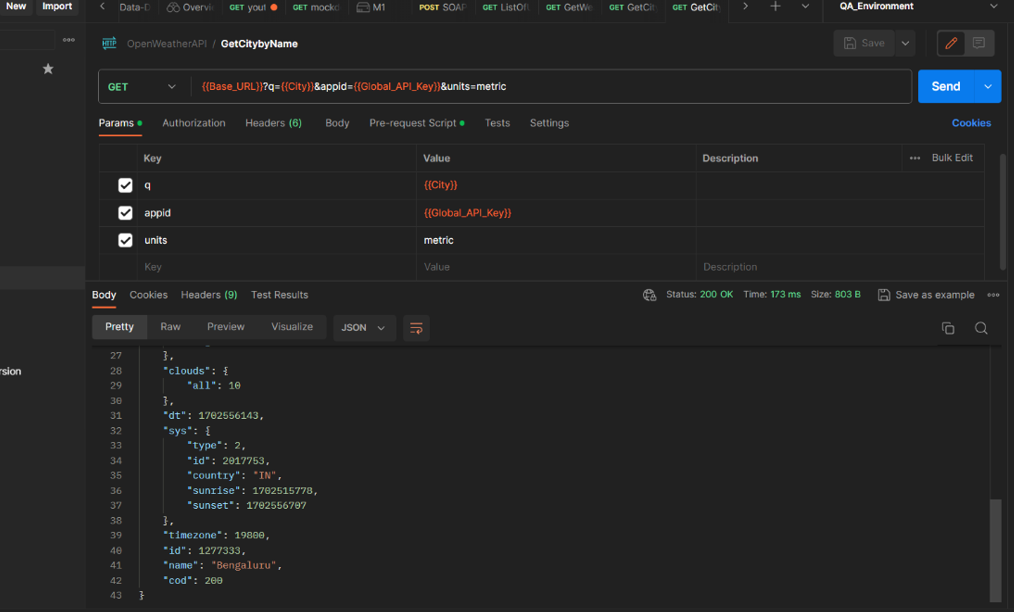 New Import Data-D Overvi GET yout GET mocko M1 POST SOAP GET ListOf GET GetWe GET GetCit GET GetCit QA_Environment
HTTP OpenWeatherAPI / GetCitybyName Save
GET {{Base_URL}}?q={{City}}&appid={{Global_API_Key}}&units=metric Send
Params Authorization Headers (6) Body Pre-request Script Tests Settings Cookies
Key Value Description Bulk Edit
q {{City}}
appid {{Global_API_Key}}
units metric
Key Value Description
Body Cookies Headers (9) Test Results Status: 200 OK Time: 173 ms Size: 803 B Save as example
Pretty Raw Preview Visualize JSON
27 },
28 "clouds": {
29 "all": 10
30 },
31 "dt": 1702556143,
32 "sys": {
33 "type": 2,
34 "id": 2017753,
35 "country": "IN",
36 "sunrise": 1702515778,
37 "sunset": 1702556707
38 },
39 "timezone": 19800,
40 "id": 1277333,
41 "name": "Bengaluru",
42 "cod": 200
43 }
rsion